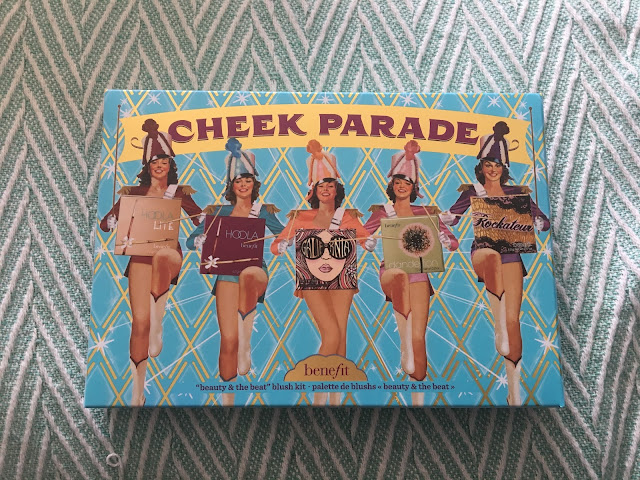 CHEEK PARADE
HOOLA
LiTE
HOOLA
benefit
GALIFORNIA
benefit
Rockateur
benefit
"beauty & the beat" blush kit • palette de blushs « beauty & the beat »